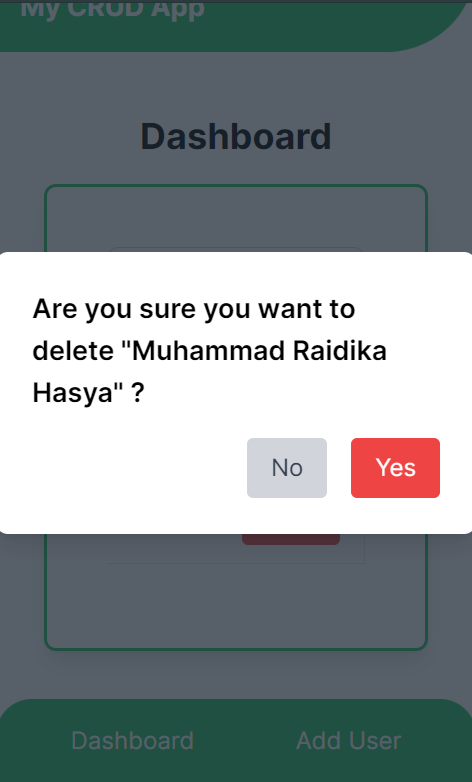 My CRUD App
Dashboard
Are you sure you want to
delete "Muhammad Raidika
Hasya" ?
No
Yes
Dashboard
Add User